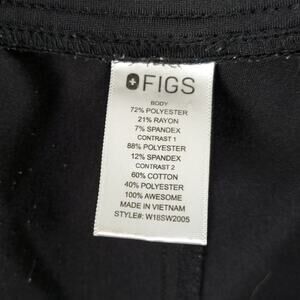 FIGS
BODY
72% POLYESTER
21% RAYON
7% SPANDEX
CONTRAST 1
88% POLYESTER
12% SPANDEX
CONTRAST 2
60% COTTON
40% POLYESTER
100% AWESOME
MADE IN VIETNAM
STYLE#: W18SW2005